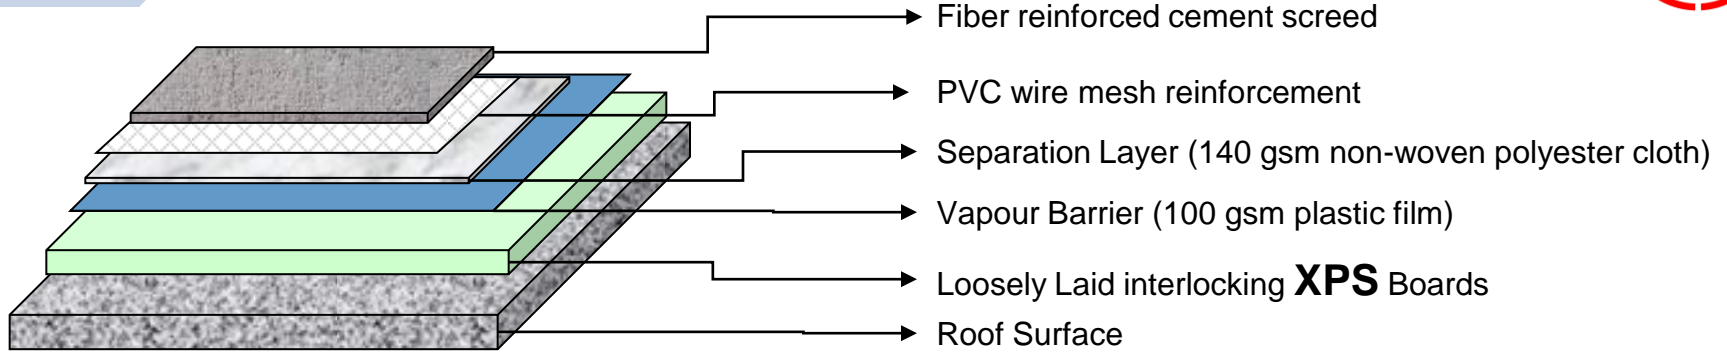 Fiber reinforced cement screed
PVC wire mesh reinforcement
Separation Layer (140 gsm non-woven polyester cloth)
Vapour Barrier (100 gsm plastic film)
Loosely Laid interlocking XPS Boards
Roof Surface